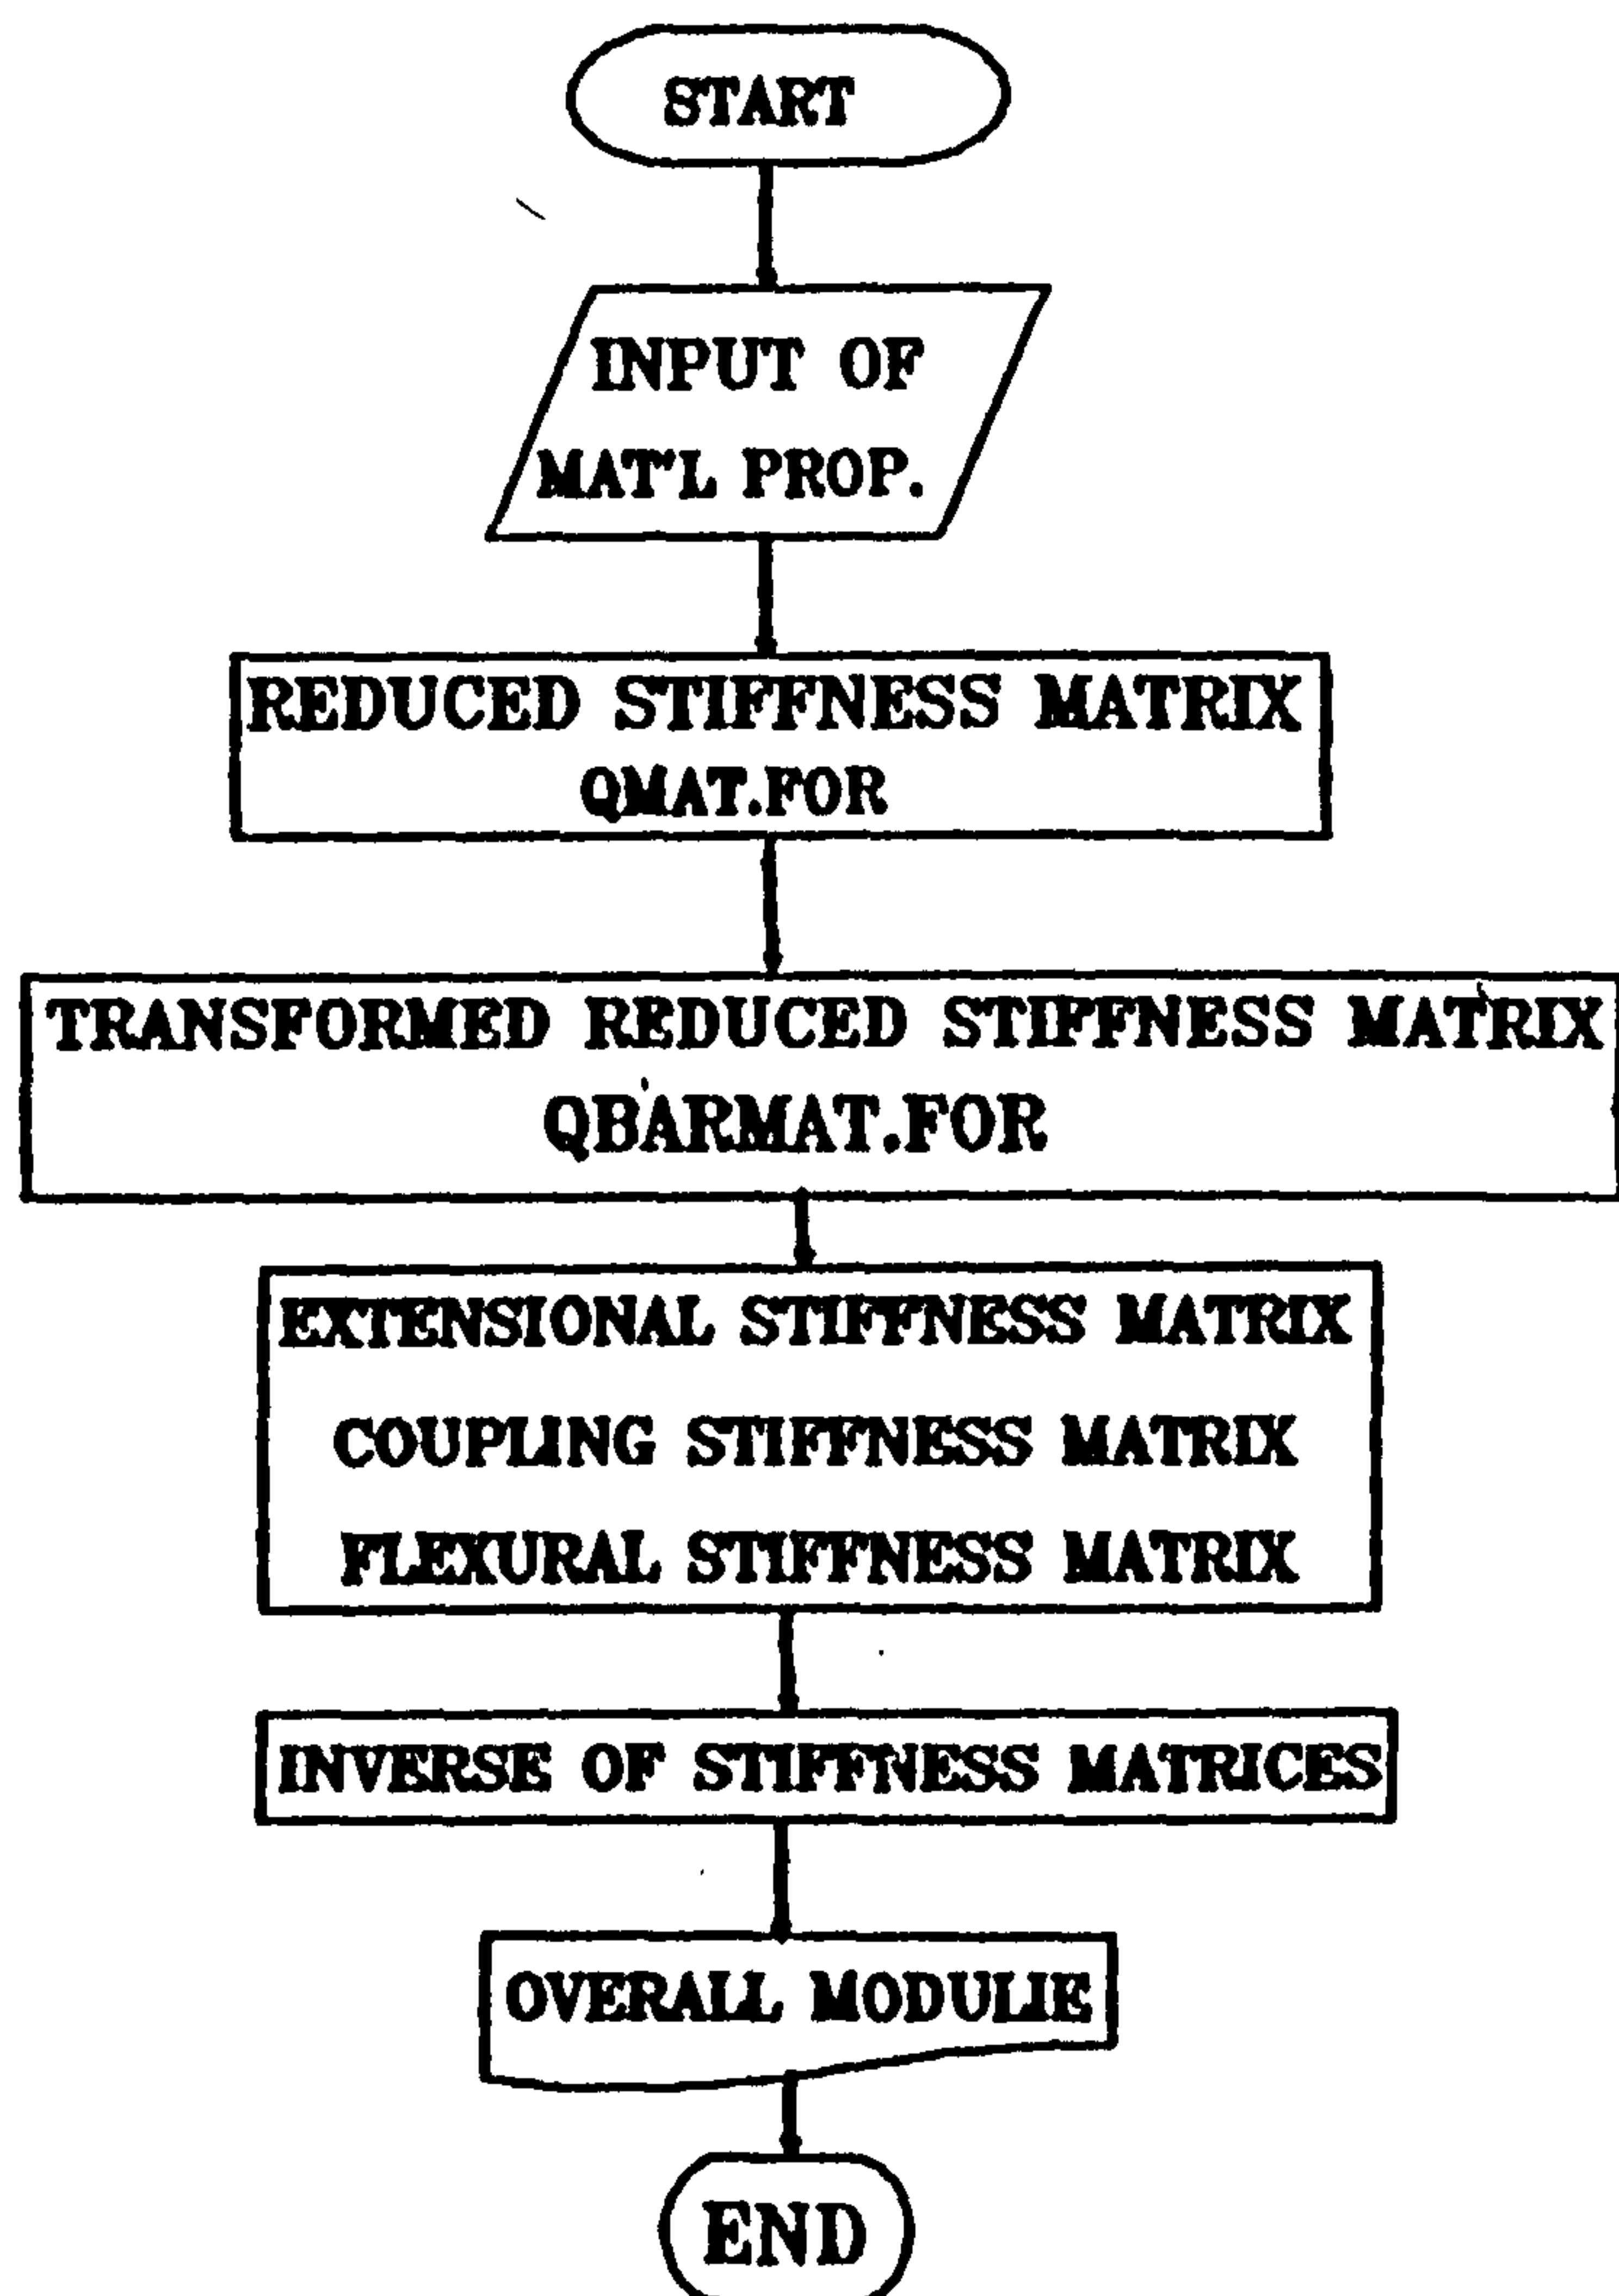 START
INPUT OF
MAT'L PROP.
REDUCED STIFFNESS MATRIX
QMAT.FOR
TRANSFORMED REDUCED STIFFNESS MATRIX
QBARMAT.FOR
EXTENSIONAL STIFFNESS MATRIX
COUPLING STIFFNESS MATRIX
FLEXURAL STIFFNESS MATRIX
INVERSE OF STIFFNESS MATRICES
OVERALL MODULIE
END